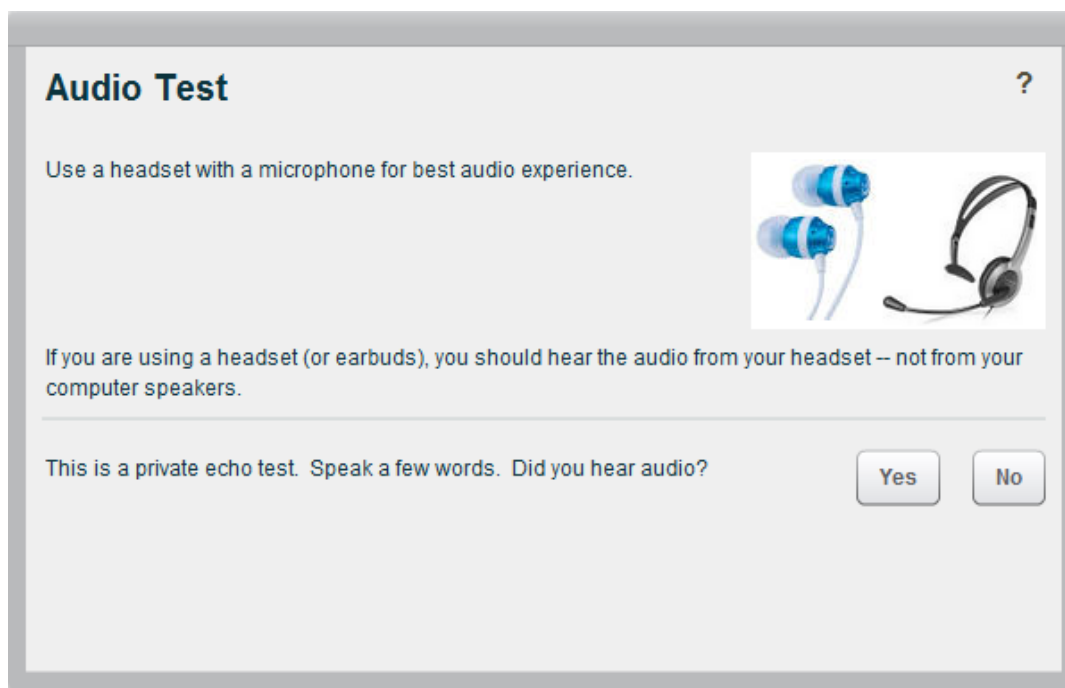 Audio Test
?
Use a headset with a microphone for best audio experience.
If you are using a headset (or earbuds), you should hear the audio from your headset -- not from your
computer speakers.
This is a private echo test.  Speak a few words.  Did you hear audio?
Yes
No